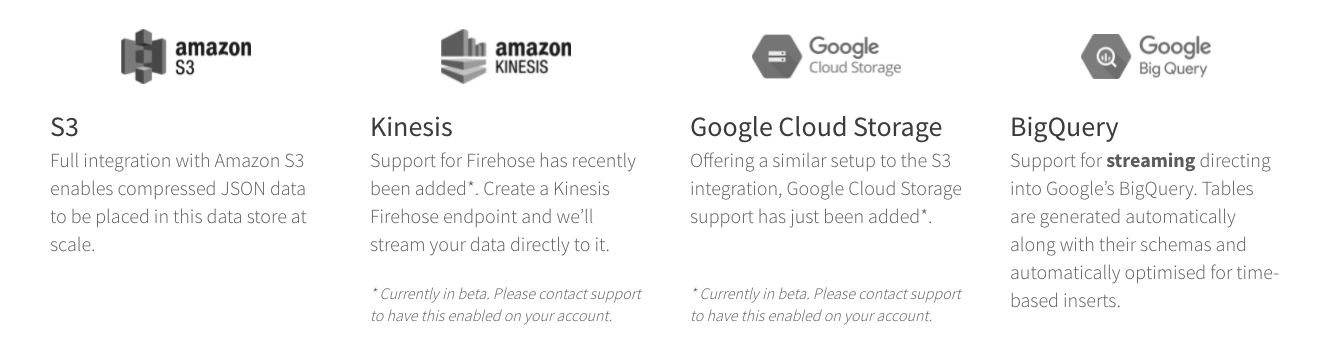 amazon
S3
amazon
KINESIS
Google
Cloud Storage
Google
Big Query
S3
Full integration with Amazon S3
enables compressed JSON data
to be placed in this data store at
scale.
Kinesis
Support for Firehose has recently
been added*. Create a Kinesis
Firehose endpoint and we’ll
stream your data directly to it.
* Currently in beta. Please contact support
to have this enabled on your account.
Google Cloud Storage
Offering a similar setup to the S3
integration, Google Cloud Storage
support has just been added*.
* Currently in beta. Please contact support
to have this enabled on your account.
BigQuery
Support for streaming directing
into Google’s BigQuery. Tables
are generated automatically
along with their schemas and
automatically optimised for time-
based inserts.